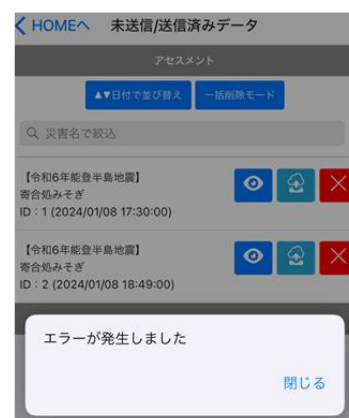 HOMEへ 未送信/送信済みデータ
アセスメント
▲▼日付で並び替え 一括削除モード
災害名で絞込
【令和6年能登半島地震】
寄合処みそぎ
ID : 1 (2024/01/08 17:30:00)
【令和6年能登半島地震】
寄合処みそぎ
ID : 2 (2024/01/08 18:49:00)
エラーが発生しました
閉じる